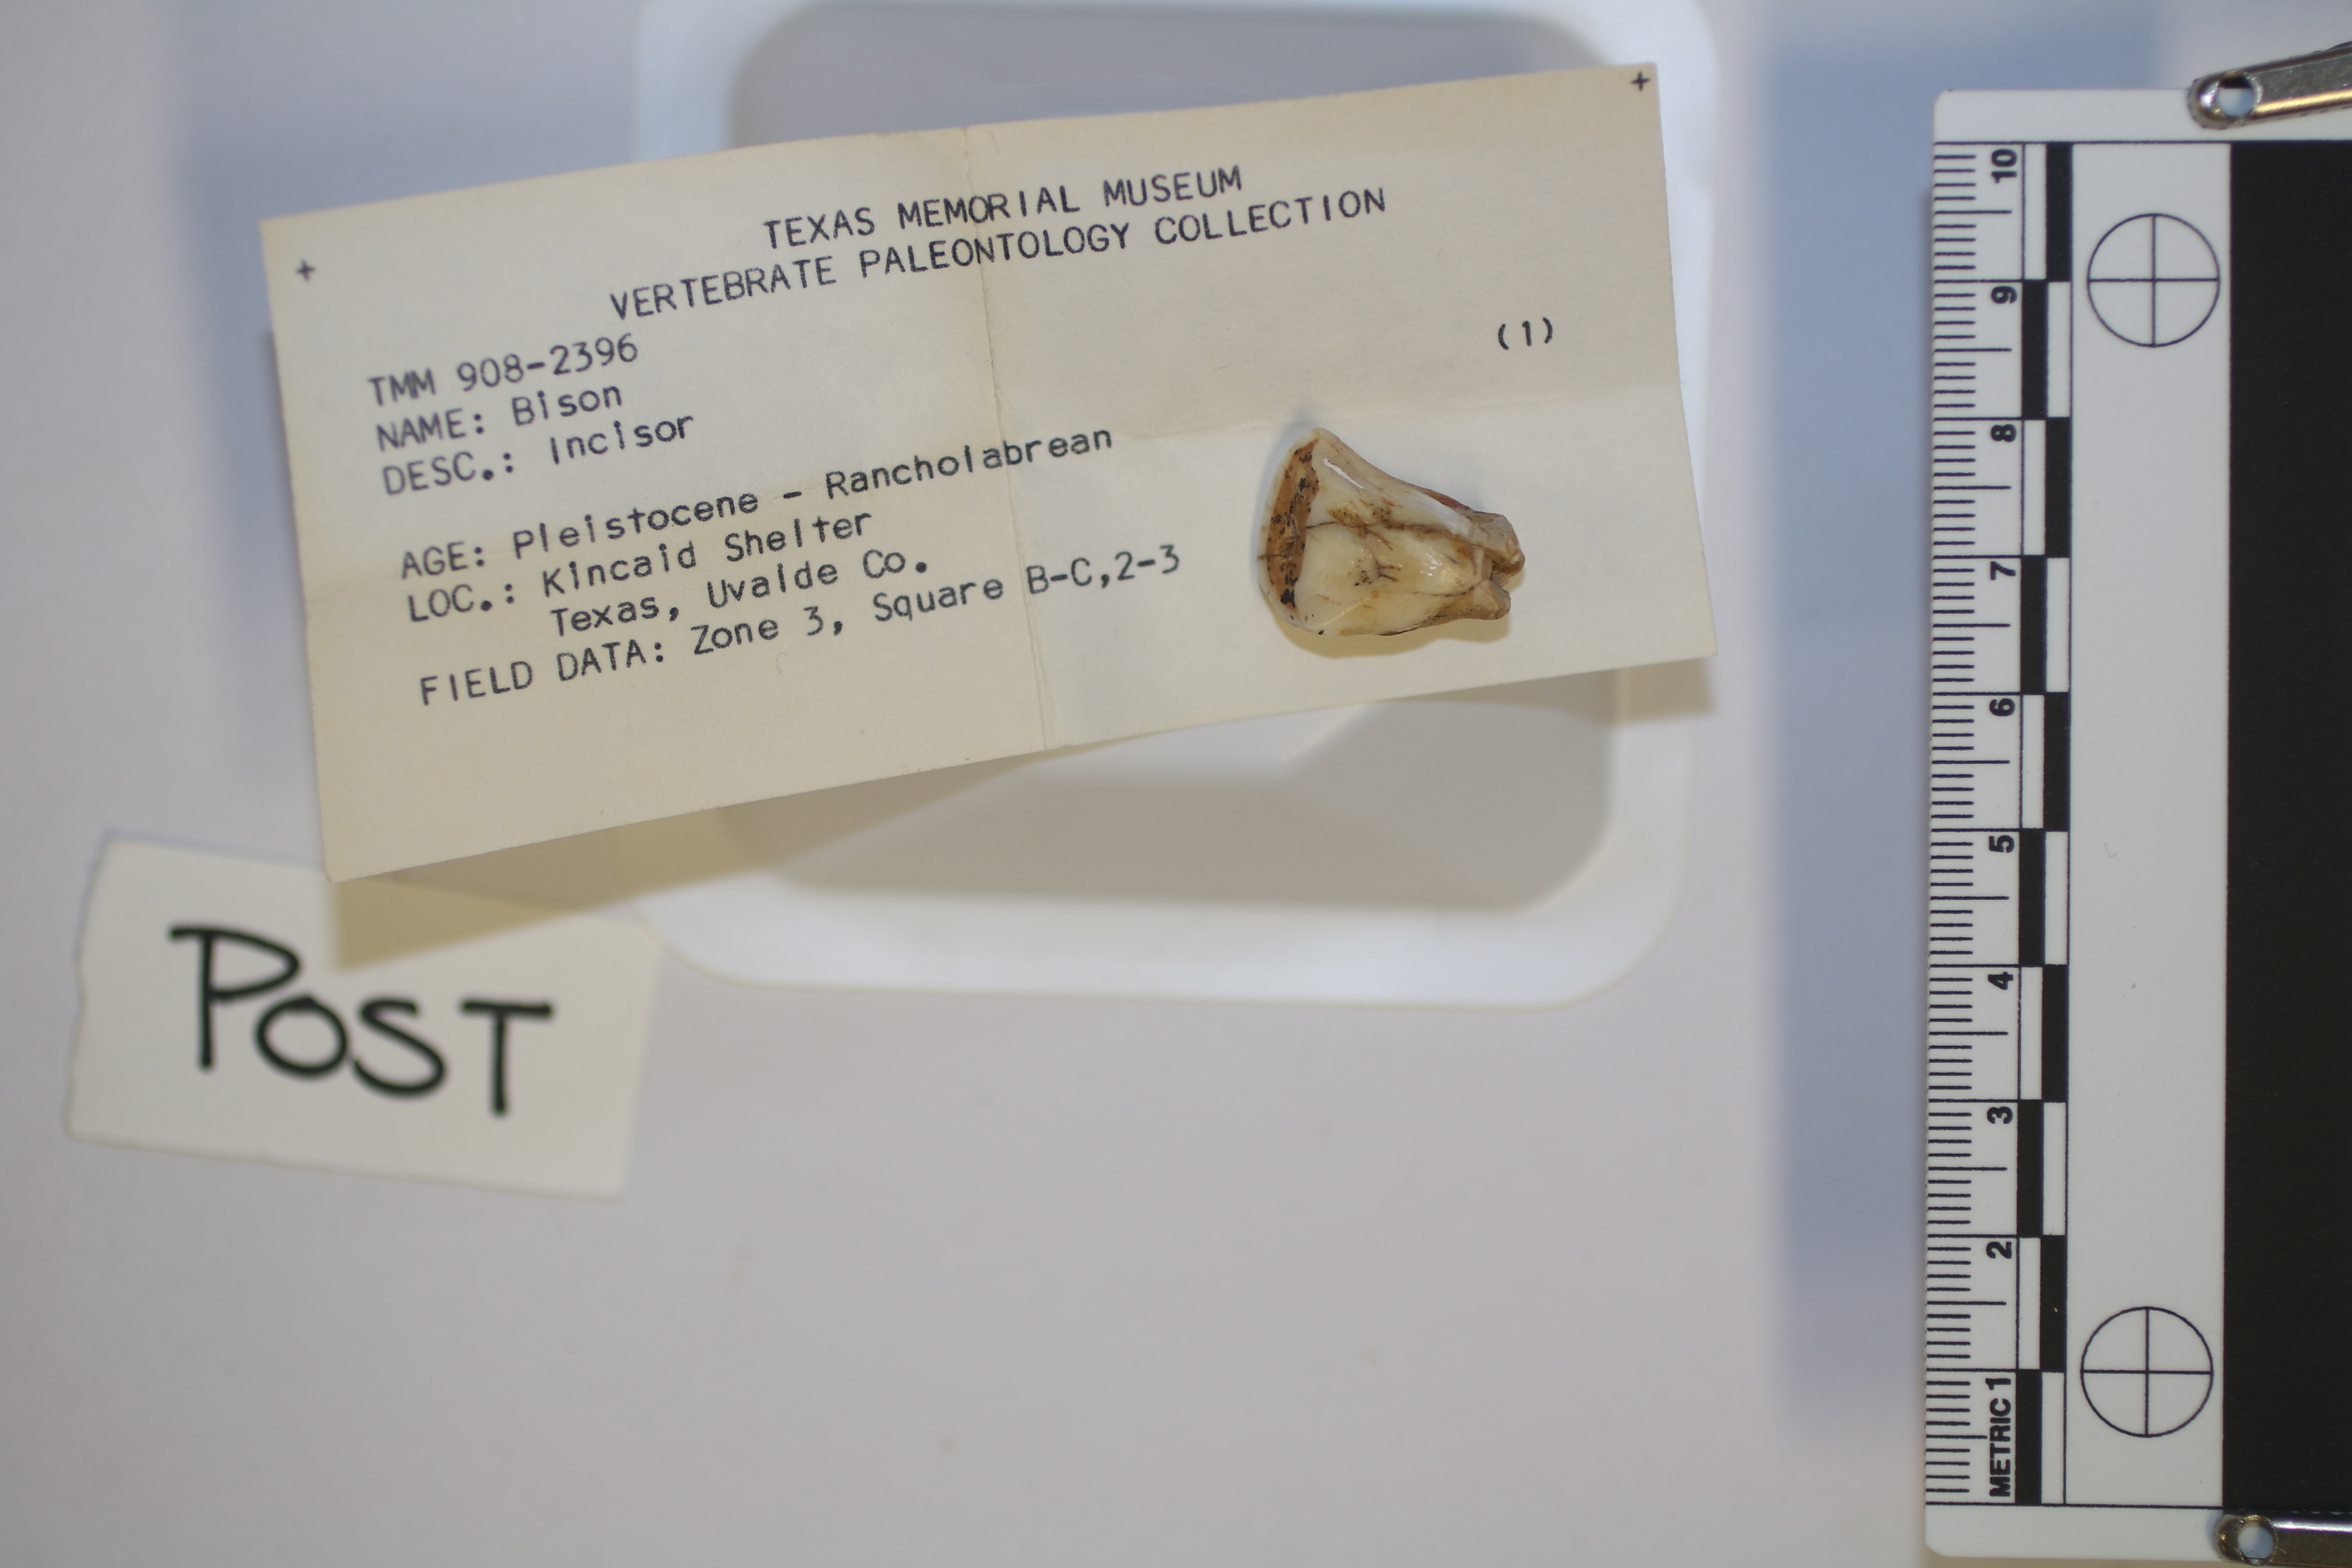 TEXAS MEMORIAL MUSEUM
VERTEBRATE PALEONTOLOGY COLLECTION
TMM 908-2396 (1)
NAME: Bison
DESC.: Incisor
AGE: Pleistocene - Rancholabrean
LOC.: Kincaid Shelter
Texas, Uvalde Co.
FIELD DATA: Zone 3, Square B-C,2-3
POST
10
9
8
7
6
5
4
3
2
METRIC 1